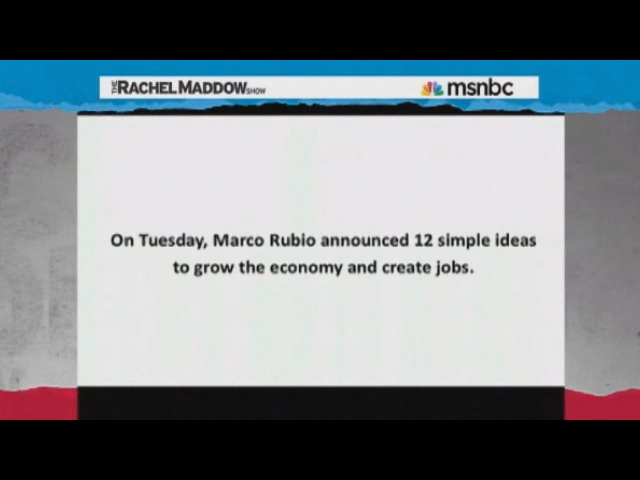 THE RACHEL MADDOW SHOW
msnbc
On Tuesday, Marco Rubio announced 12 simple ideas
to grow the economy and create jobs.